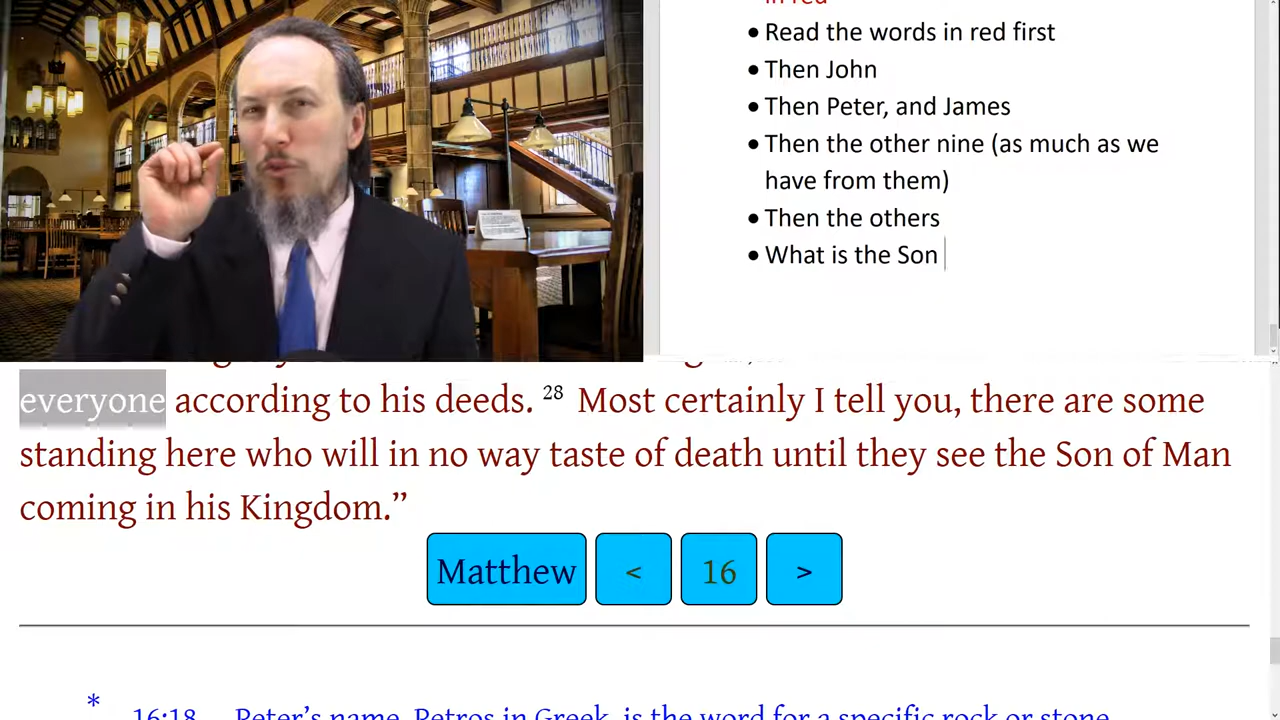 in red
• Read the words in red first
• Then John
• Then Peter, and James
• Then the other nine (as much as we
have from them)
• Then the others
• What is the Son
everyone according to his deeds. 28 Most certainly I tell you, there are some
standing here who will in no way taste of death until they see the Son of Man
coming in his Kingdom.”
Matthew < 16 >
* 16:18 Peter’s name, Petros in Greek, is the word for a specific rock or stone.